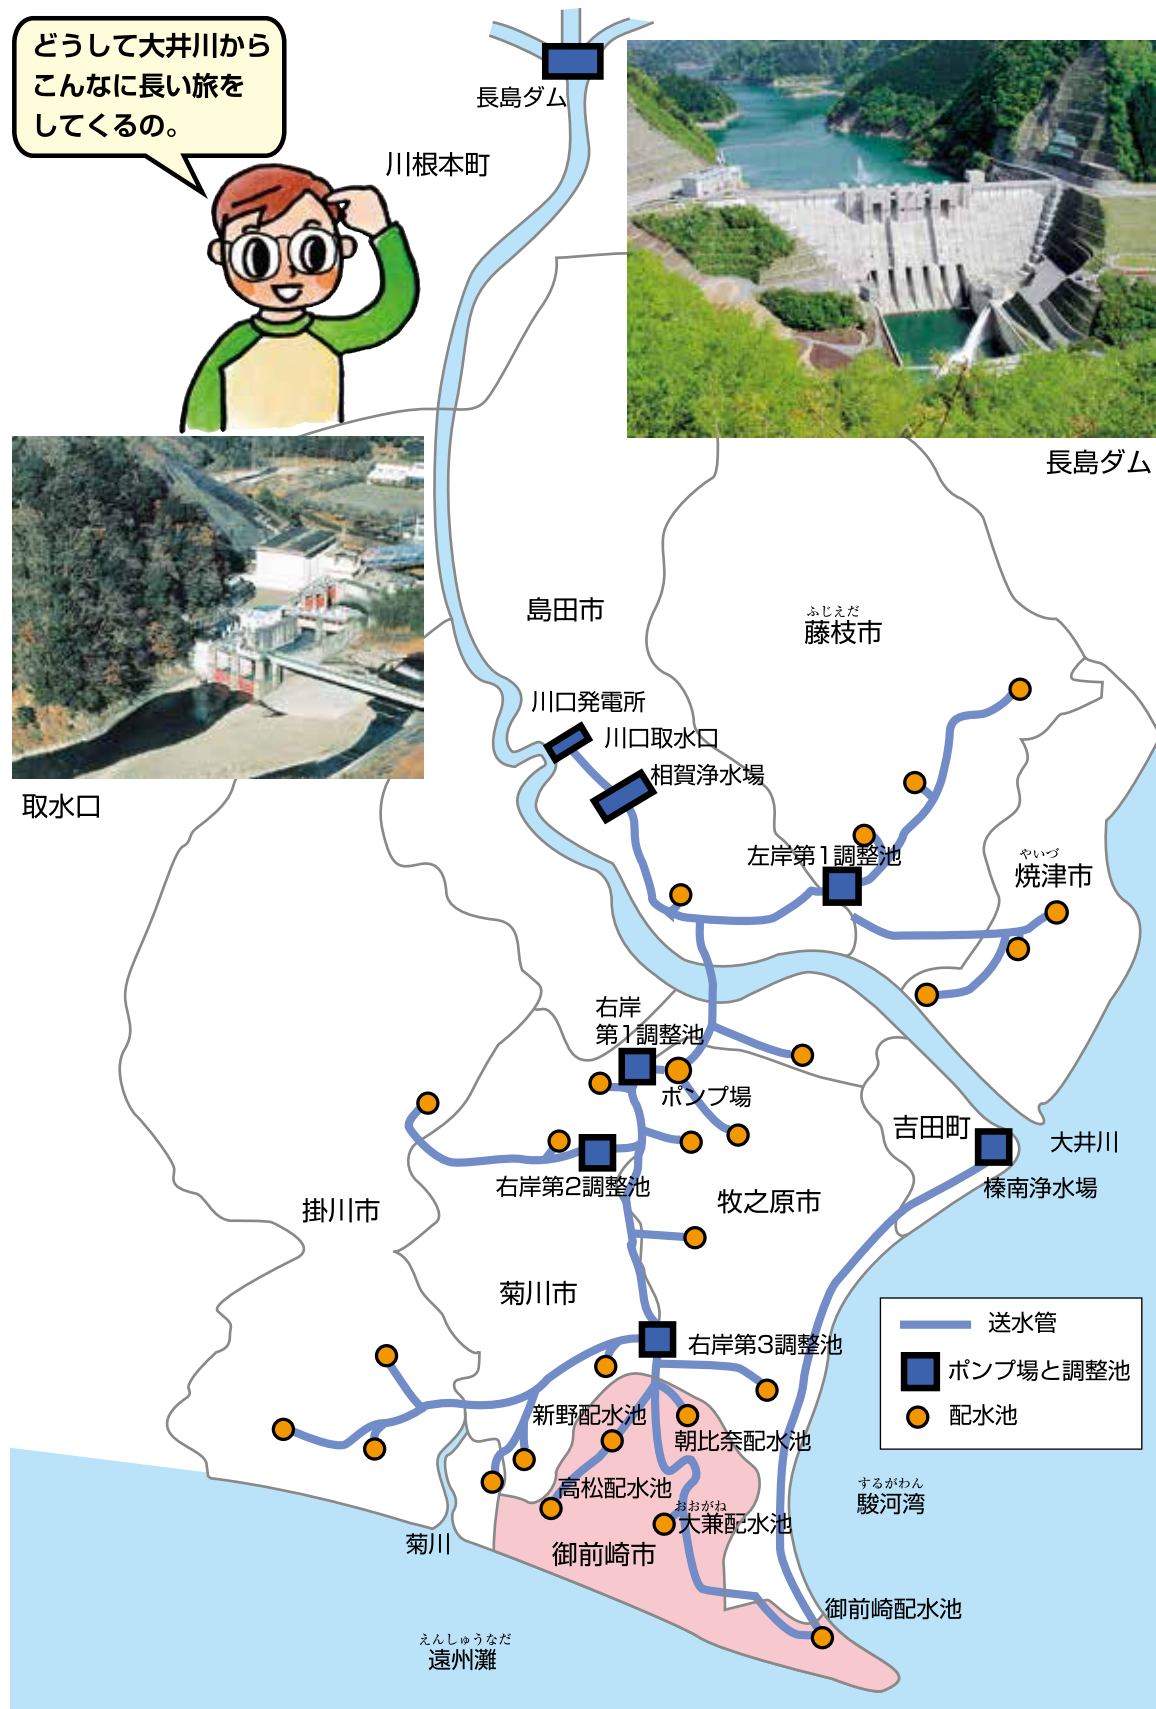 どうして大井川から
こんなに長い旅を
してくるの。
長島ダム
川根本町
長島ダム
取水口
島田市
ふじえだ
藤枝市
川口発電所
川口取水口
相賀浄水場
左岸第1調整池
やいづ
焼津市
右岸
第1調整池
ポンプ場
吉田町
大井川
榛南浄水場
右岸第2調整池
牧之原市
掛川市
菊川市
右岸第3調整池
送水管
ポンプ場と調整池
配水池
新野配水池
朝比奈配水池
高松配水池
おおがね
大兼配水池
するがわん
駿河湾
菊川
御前崎市
御前崎配水池
えんしゅうなだ
遠州灘